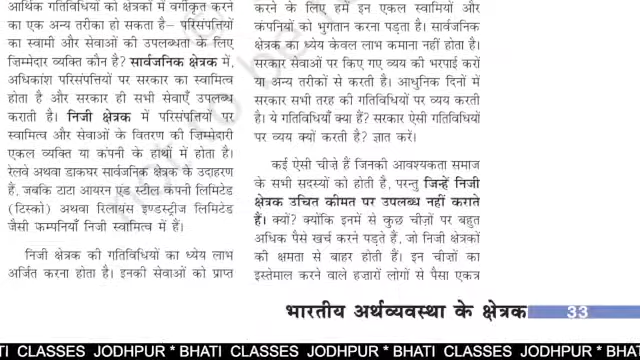 आर्थिक गतिविधियों को क्षेत्रकों में वर्गीकृत करने
का एक अन्य तरीका हो सकता है– परिसंपत्तियों
का स्वामी और सेवाओं की उपलब्धता के लिए
जिम्मेदार व्यक्ति कौन है? सार्वजनिक क्षेत्रक में,
अधिकांश परिसंपत्तियों पर सरकार का स्वामित्व
होता है और सरकार ही सभी सेवाएँ उपलब्ध
कराती है। निजी क्षेत्रक में परिसंपत्तियों पर
स्वामित्व और सेवाओं के वितरण की जिम्मेदारी
एकल व्यक्ति या कंपनी के हाथों में होता है।
रेलवे अथवा डाकघर सार्वजनिक क्षेत्रक के उदाहरण
हैं, जबकि टाटा आयरन एंड स्टील कंपनी लिमिटेड
(टिस्को) अथवा रिलायंस इण्डस्ट्रीज लिमिटेड
जैसी कम्पनियाँ निजी स्वामित्व में हैं।
निजी क्षेत्रक की गतिविधियों का ध्येय लाभ
अर्जित करना होता है। इनकी सेवाओं को प्राप्त
करने के लिए हमें इन एकल स्वामियों और
कंपनियों को भुगतान करना पड़ता है। सार्वजनिक
क्षेत्रक का ध्येय केवल लाभ कमाना नहीं होता है।
सरकार सेवाओं पर किए गए व्यय की भरपाई करों
या अन्य तरीकों से करती है। आधुनिक दिनों में
सरकार सभी तरह की गतिविधियों पर व्यय करती
है। ये गतिविधियाँ क्या हैं? सरकार ऐसी गतिविधियों
पर व्यय क्यों करती है? ज्ञात करें।
कई ऐसी चीज़ें हैं जिनकी आवश्यकता समाज
के सभी सदस्यों को होती है, परन्तु जिन्हें निजी
क्षेत्रक उचित कीमत पर उपलब्ध नहीं कराते
हैं। क्यों? क्योंकि इनमें से कुछ चीज़ों पर बहुत
अधिक पैसे खर्च करने पड़ते हैं, जो निजी क्षेत्रकों
की क्षमता से बाहर होती हैं। इन चीज़ों का
इस्तेमाल करने वाले हज़ारों लोगों से पैसा एकत्र
भारतीय अर्थव्यवस्था के क्षेत्रक 33
ATI CLASSES JODHPUR * BHATI CLASSES JODHPUR * BHATI CLASSES JODHPUR * BHAT